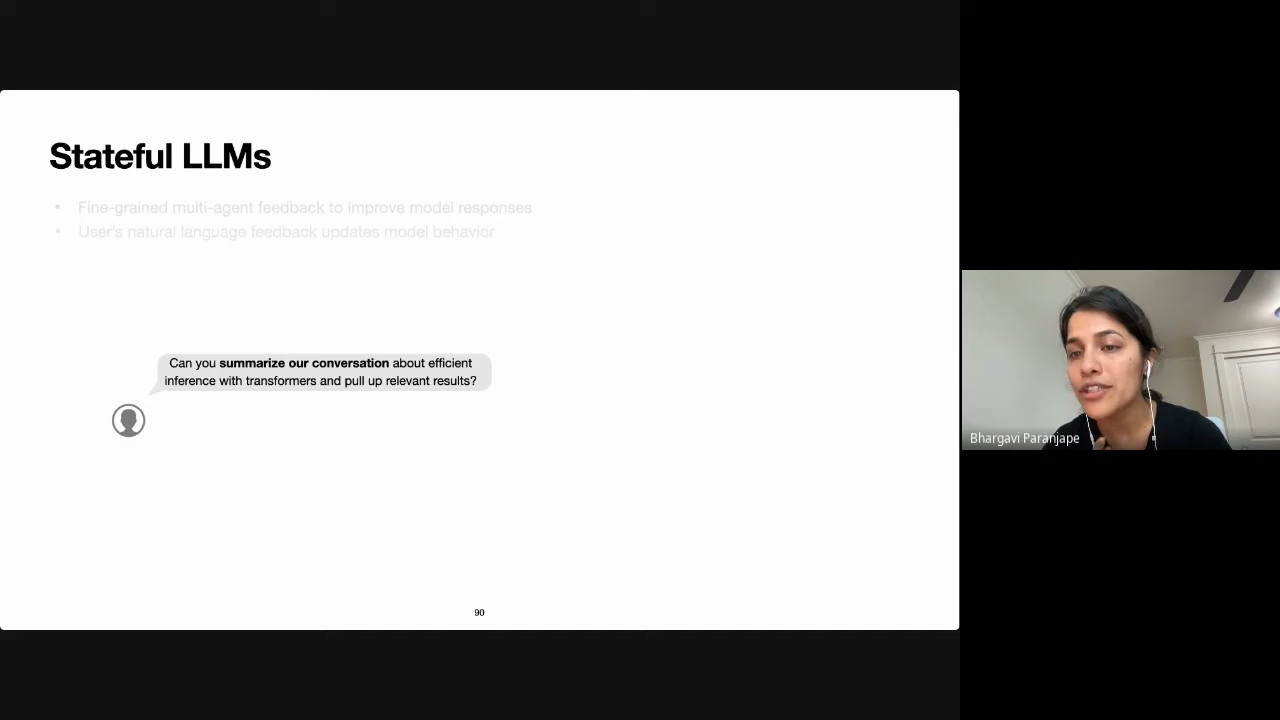 Stateful LLMs
• Fine-grained multi-agent feedback to improve model responses
• User's natural language feedback updates model behavior
Can you summarize our conversation about efficient
inference with transformers and pull up relevant results?
Bhargavi Paranjape
90